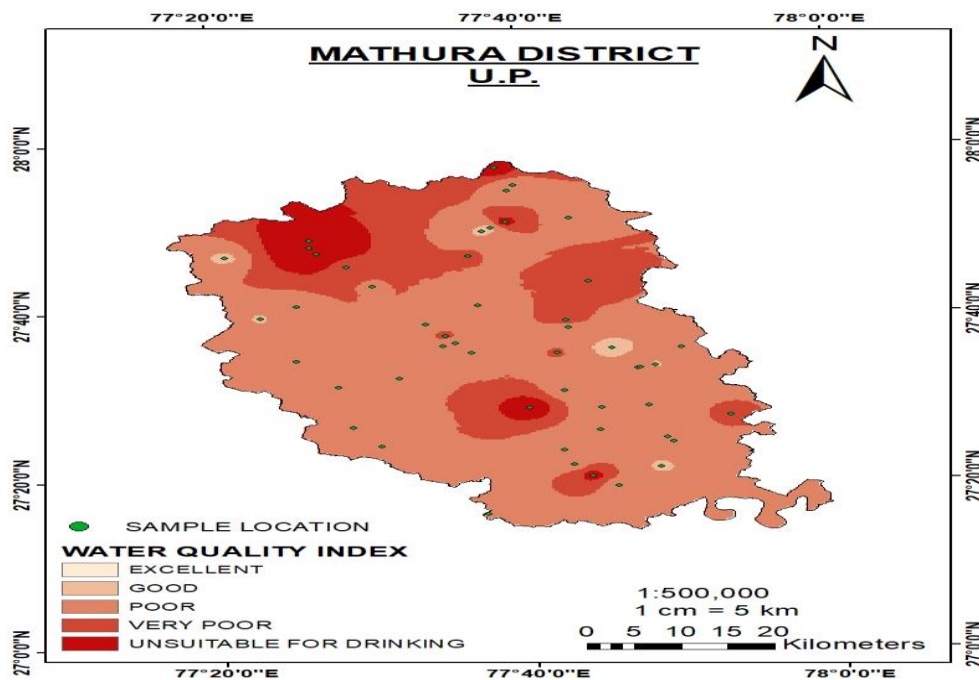 77°20'0"E 77°40'0"E 78°0'0"E
MATHURA DISTRICT
U.P.
N
28°0'0"N 28°0'0"N
27°40'0"N 27°40'0"N
27°20'0"N 27°20'0"N
SAMPLE LOCATION
WATER QUALITY INDEX
EXCELLENT
GOOD
POOR
VERY POOR
UNSUITABLE FOR DRINKING
1:500,000
1 cm = 5 km
0 5 10 15 20
Kilometers
27°0'0"N 27°0'0"N
77°20'0"E 77°40'0"E 78°0'0"E